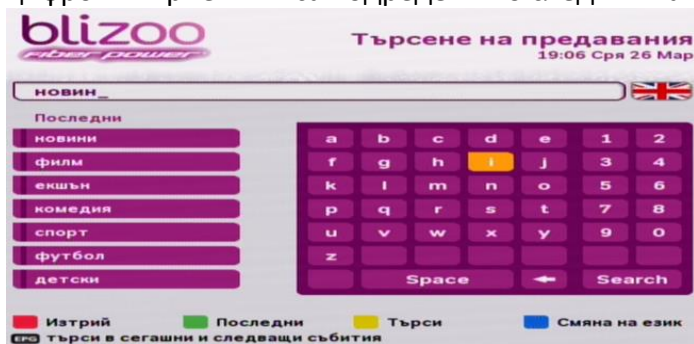 blizoo
fiber power
Търсене на предавания
19:06 Сря 26 Мар
новин_
Последни
новини
филм
екшън
комедия
спорт
футбол
детски
a b c d e 1 2
f g h i j 3 4
k l m n o 5 6
p q r s t 7 8
u v w x y 9 0
z
Space Search
Изтрий Последни Търси Смяна на език
EPG търси в сегашни и следващи събития